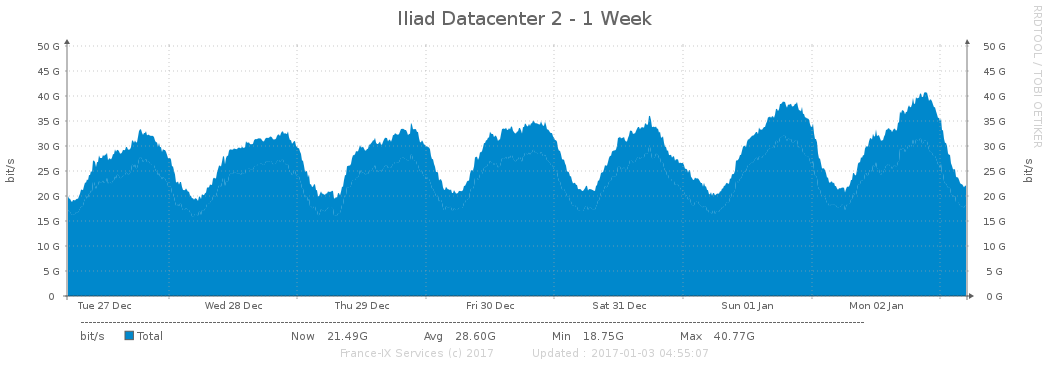 Iliad Datacenter 2 - 1 Week
RRDTOOL / TOBI OETIKER
bit/s
bit/s
50 G 50 G
45 G 45 G
40 G 40 G
35 G 35 G
30 G 30 G
25 G 25 G
20 G 20 G
15 G 15 G
10 G 10 G
5 G 5 G
0 0 G
Tue 27 Dec Wed 28 Dec Thu 29 Dec Fri 30 Dec Sat 31 Dec Sun 01 Jan Mon 02 Jan
bit/s Total Now 21.49G Avg 28.60G Min 18.75G Max 40.77G
France-IX Services (c) 2017 Updated : 2017-01-03 04:55:07